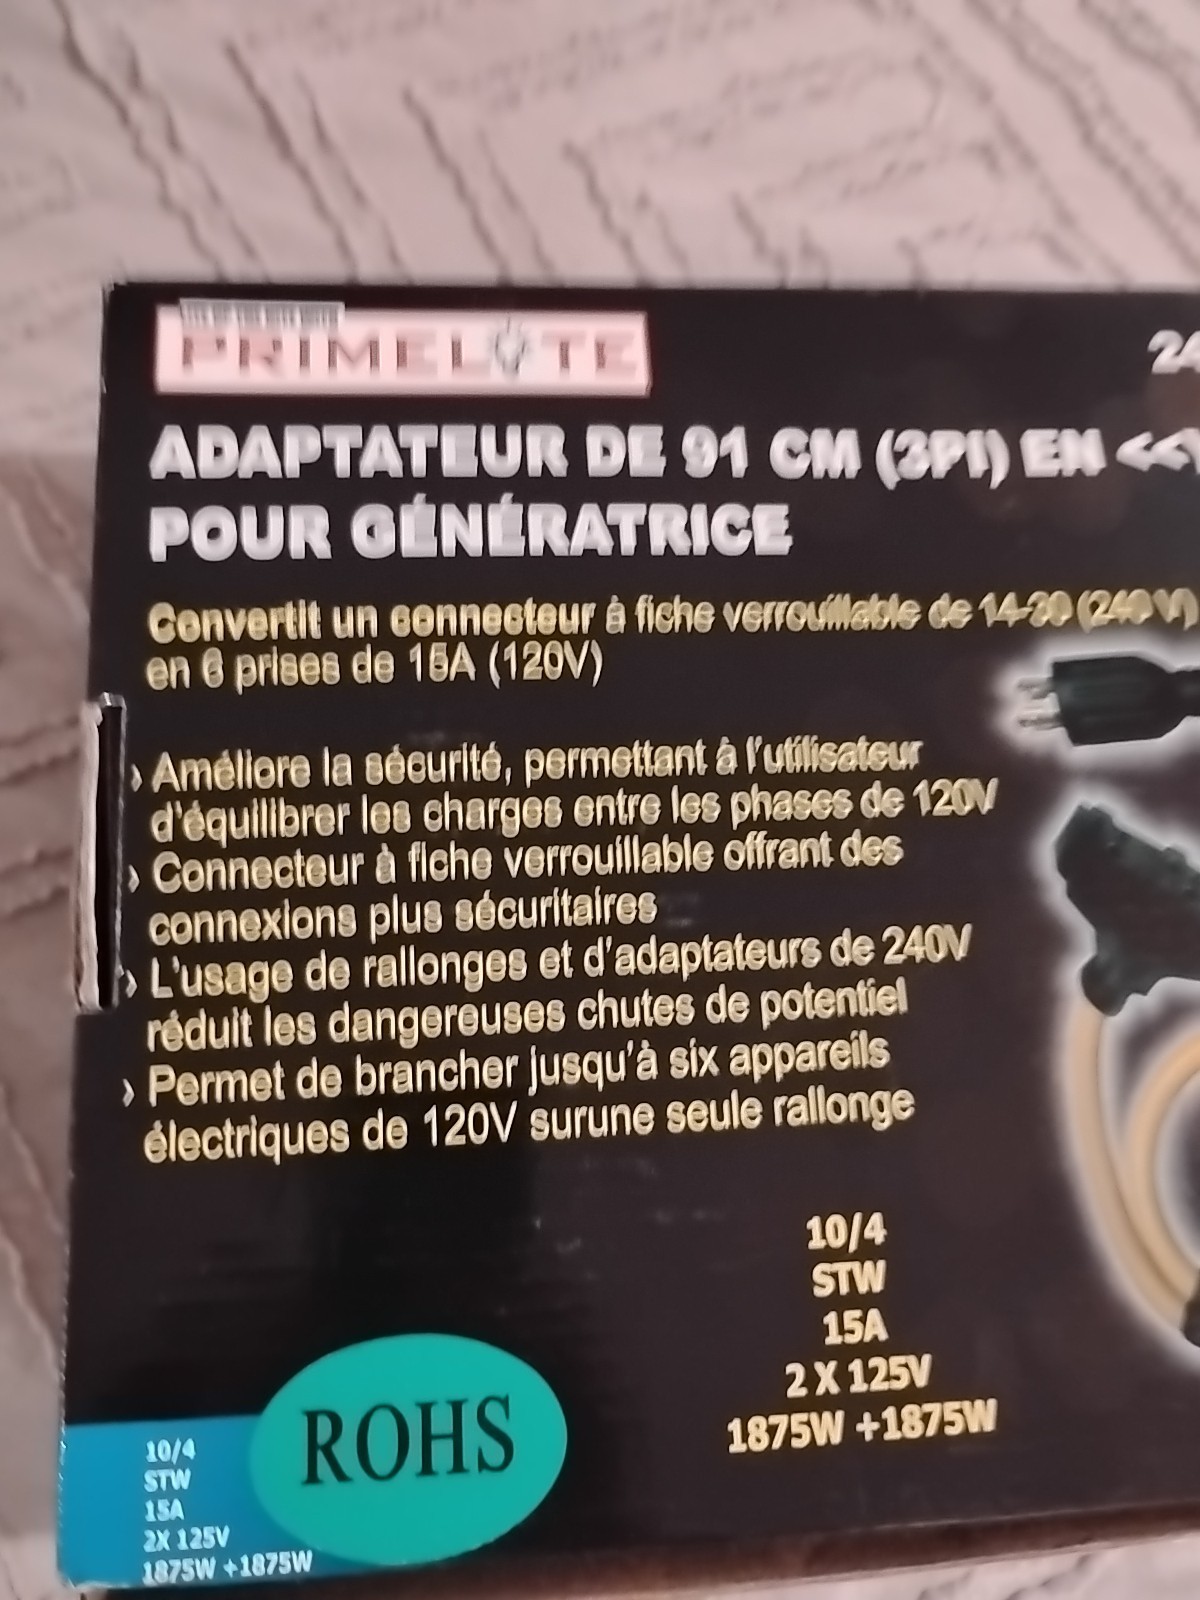 PRIMELITE
24
ADAPTATEUR DE 91 CM (3PI) EN <<
POUR GÉNÉRATRICE
Convertit un connecteur à fiche verrouillable de 14-30 (240 V)
en 6 prises de 15A (120V)
› Améliore la sécurité, permettant à l'utilisateur
d'équilibrer les charges entre les phases de 120V
› Connecteur à fiche verrouillable offrant des
connexions plus sécuritaires
› L'usage de rallonges et d'adaptateurs de 240V
réduit les dangereuses chutes de potentiel
› Permet de brancher jusqu'à six appareils
électriques de 120V surune seule rallonge
10/4
STW
15A
2 X 125V
1875W +1875W
ROHS
10/4
STW
15A
2X 125V
1875W +1875W